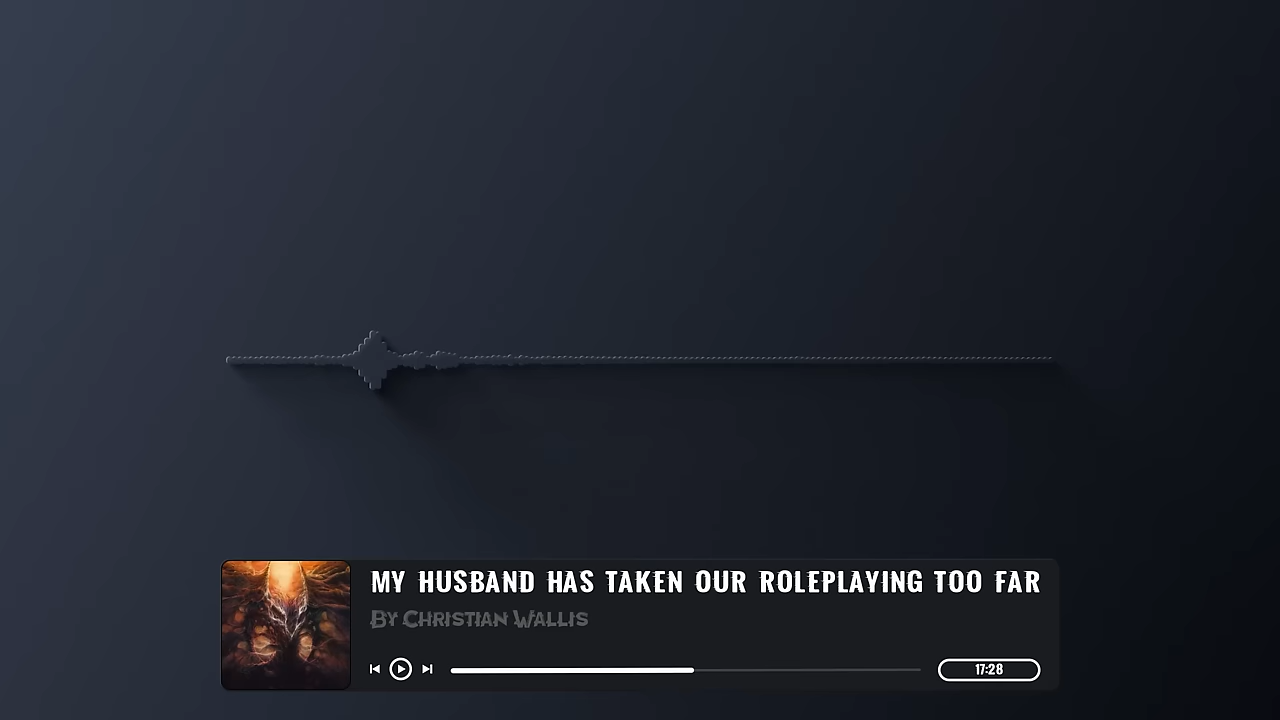 MY HUSBAND HAS TAKEN OUR ROLEPLAYING TOO FAR
BY CHRISTIAN WALLIS
17:28